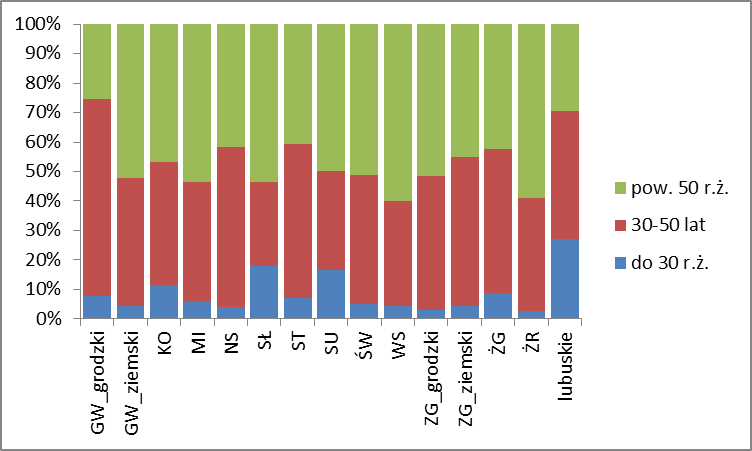 100%
90%
80%
70%
60%
50%
40%
30%
20%
10%
0%
GW_grodzki
GW_ziemski
KO
MI
NS
SŁ
ST
SU
ŚW
WS
ZG_grodzki
ZG_ziemski
ŻG
ŻR
lubuskie
pow. 50 r.ż.
30-50 lat
do 30 r.ż.